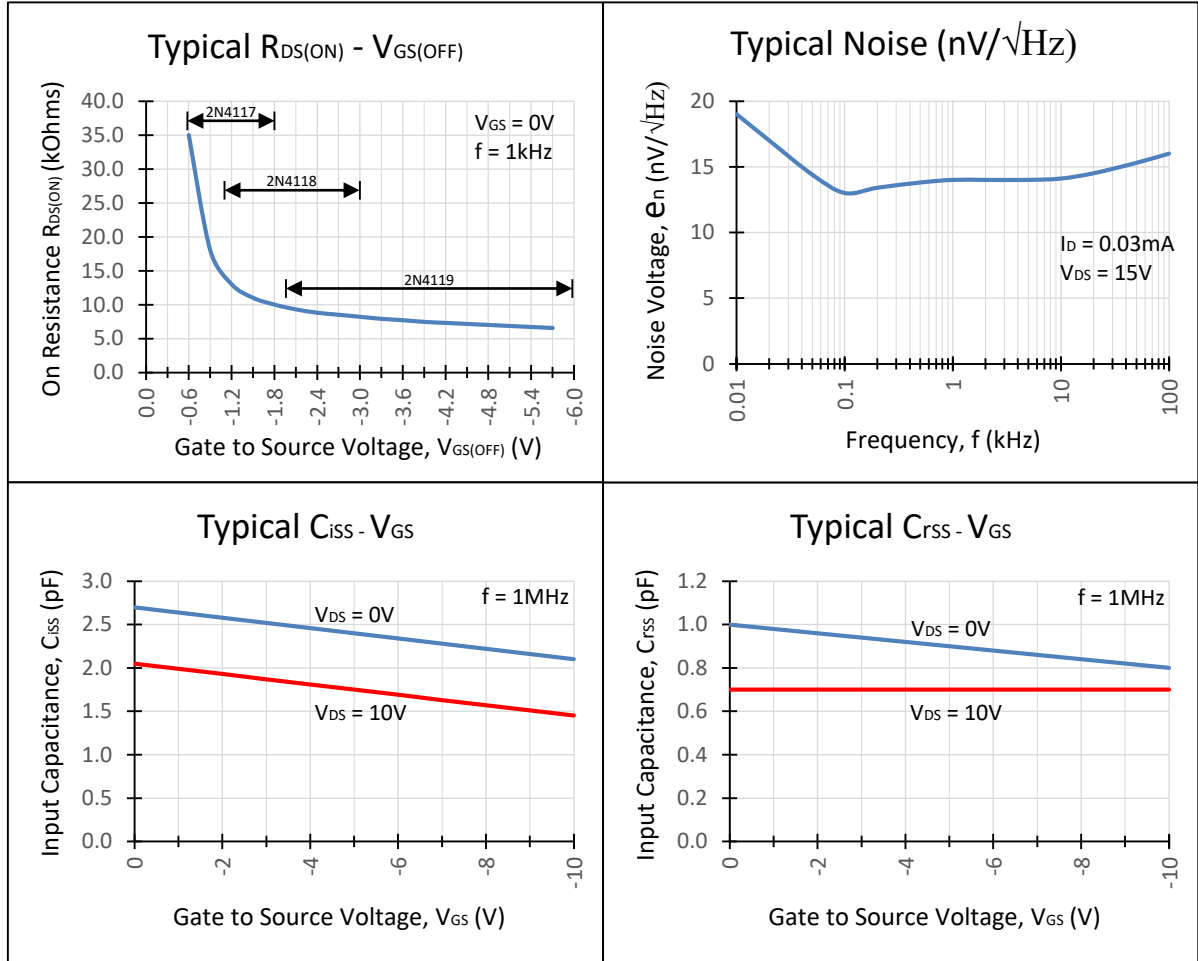 Typical RDS(ON) - VGS(OFF)
On Resistance RDS(ON) (kOhms)
40.0
35.0
30.0
25.0
20.0
15.0
10.0
5.0
0.0
2N4117
VGS = 0V
f = 1kHz
2N4118
2N4119
0.0
-0.6
-1.2
-1.8
-2.4
-3.0
-3.6
-4.2
-4.8
-5.4
-6.0
Gate to Source Voltage, VGS(OFF) (V)
Typical Noise (nV/√Hz)
Noise Voltage, en (nV/√Hz)
20
15
10
5
0
ID = 0.03mA
VDS = 15V
0.01
0.1
1
10
100
Frequency, f (kHz)
Typical CiSS - VGS
Input Capacitance, Ciss (pF)
3.0
2.5
2.0
1.5
1.0
0.5
0.0
f = 1MHz
VDS = 0V
VDS = 10V
0
-2
-4
-6
-8
-10
Gate to Source Voltage, VGS (V)
Typical CrSS - VGS
Input Capacitance, Crss (pF)
1.2
1.0
0.8
0.6
0.4
0.2
0.0
f = 1MHz
VDS = 0V
VDS = 10V
0
-2
-4
-6
-8
-10
Gate to Source Voltage, VGS (V)